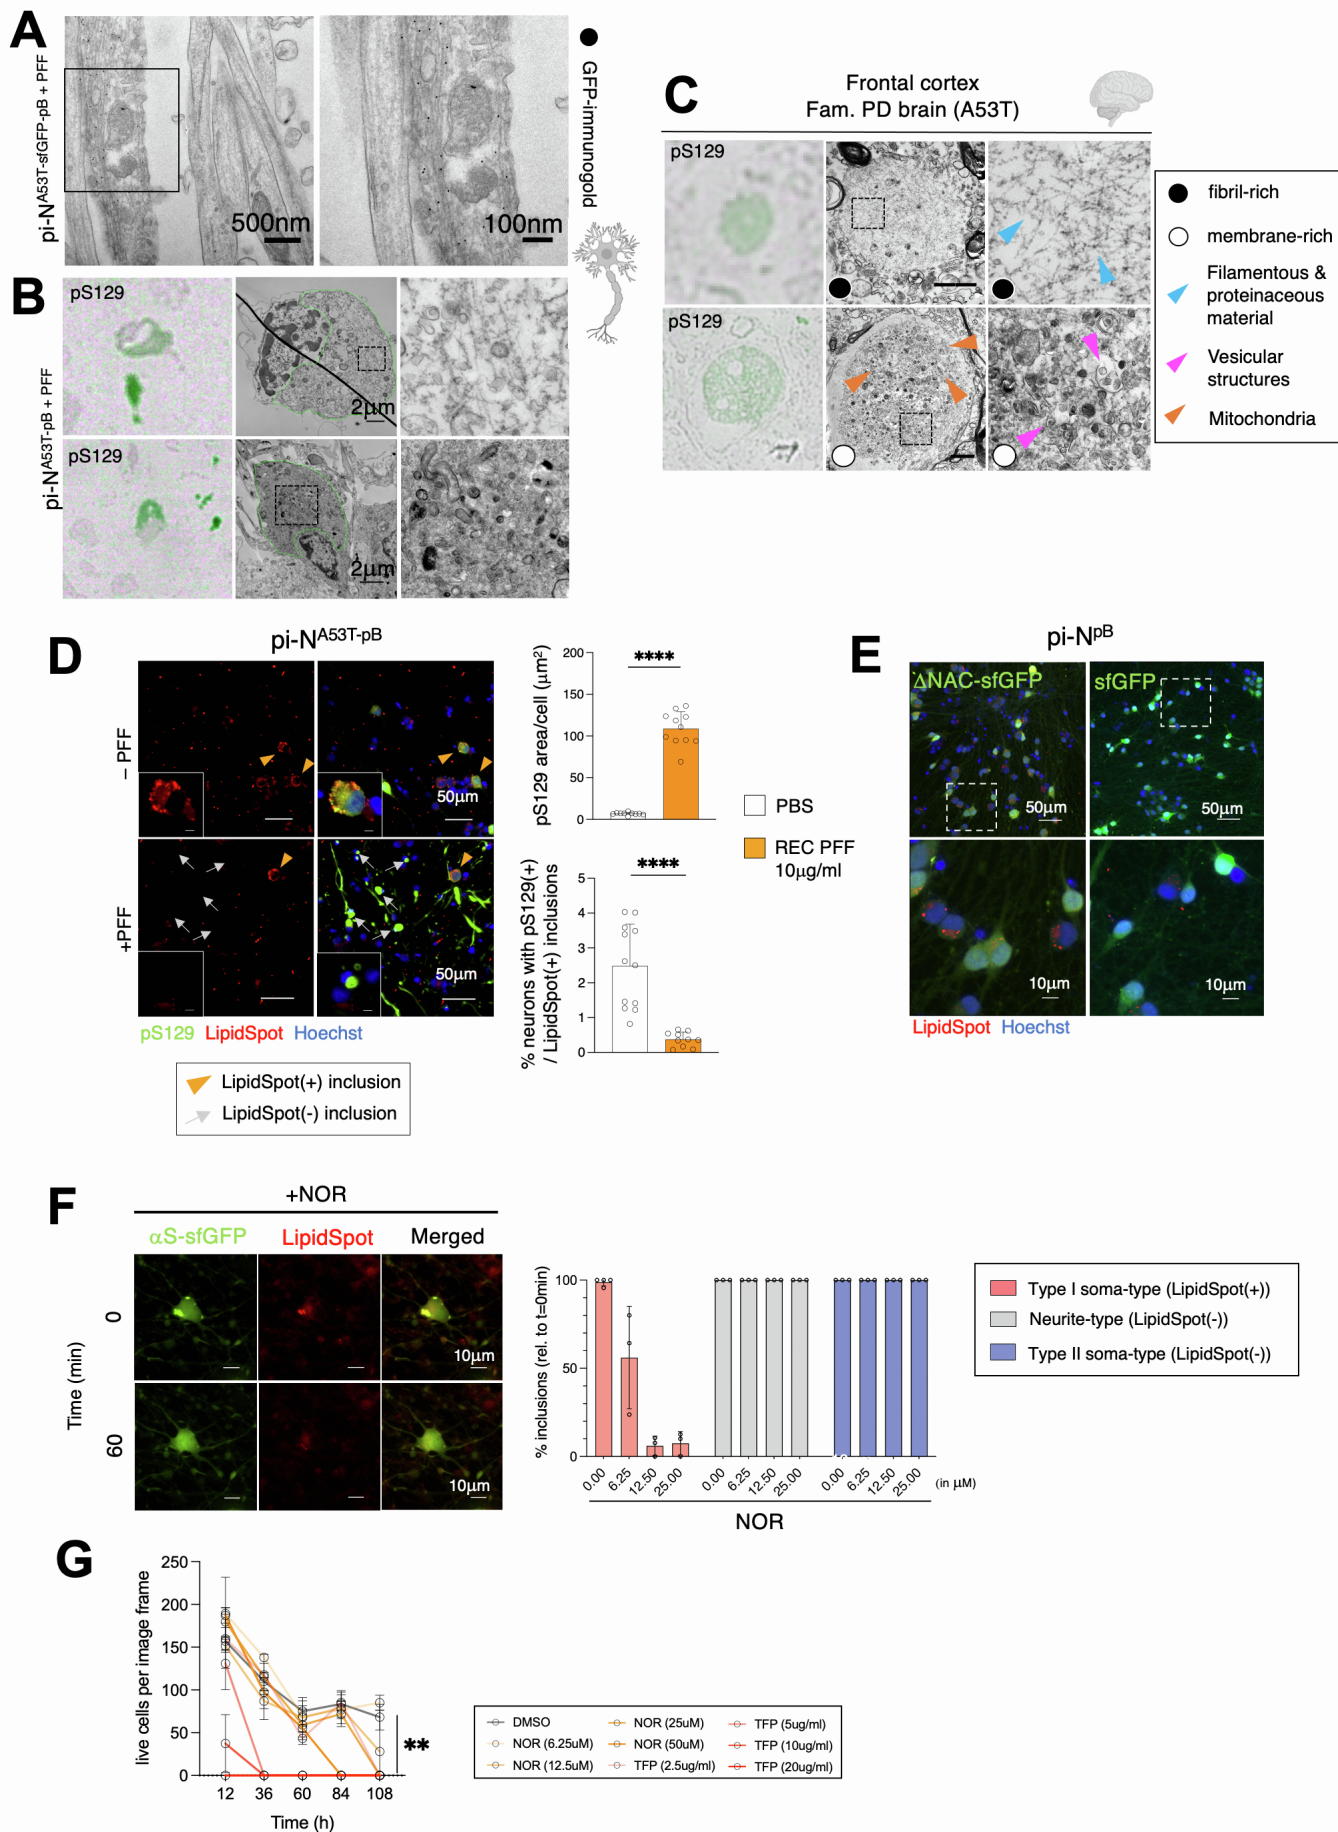 A
pi-NA53T-sfGFP-pB + PFF
500nm
100nm
GFP-immunogold
B
pi-NA53T-pB + PFF
pS129
2μm
pS129
2μm
C
Frontal cortex
Fam. PD brain (A53T)
pS129
pS129
fibril-rich
membrane-rich
Filamentous &
proteinaceous
material
Vesicular
structures
Mitochondria
D
pi-NA53T-pB
– PFF
50μm
+PFF
50μm
pS129 LipidSpot Hoechst
LipidSpot(+) inclusion
LipidSpot(-) inclusion
pS129 area/cell (μm2)
200
150
100
50
0
****
% neurons with pS129(+)
/ LipidSpot(+) inclusions
5
4
3
2
1
0
****
PBS
REC PFF
10μg/ml
E
pi-NpB
ΔNAC-sfGFP
sfGFP
50μm
50μm
10μm
10μm
LipidSpot Hoechst
F
+NOR
αS-sfGFP LipidSpot Merged
Time (min)
0
10μm
60
10μm
% inclusions (rel. to t=0min)
100
50
0
0.00 6.25 12.50 25.00 0.00 6.25 12.50 25.00 0.00 6.25 12.50 25.00 (in μM)
NOR
Type I soma-type (LipidSpot(+))
Neurite-type (LipidSpot(-))
Type II soma-type (LipidSpot(-))
G
live cells per image frame
250
200
150
100
50
0
12 36 60 84 108
Time (h)
**
DMSO NOR (25uM) TFP (5ug/ml)
NOR (6.25uM) NOR (50uM) TFP (10ug/ml)
NOR (12.5uM) TFP (2.5ug/ml) TFP (20ug/ml)